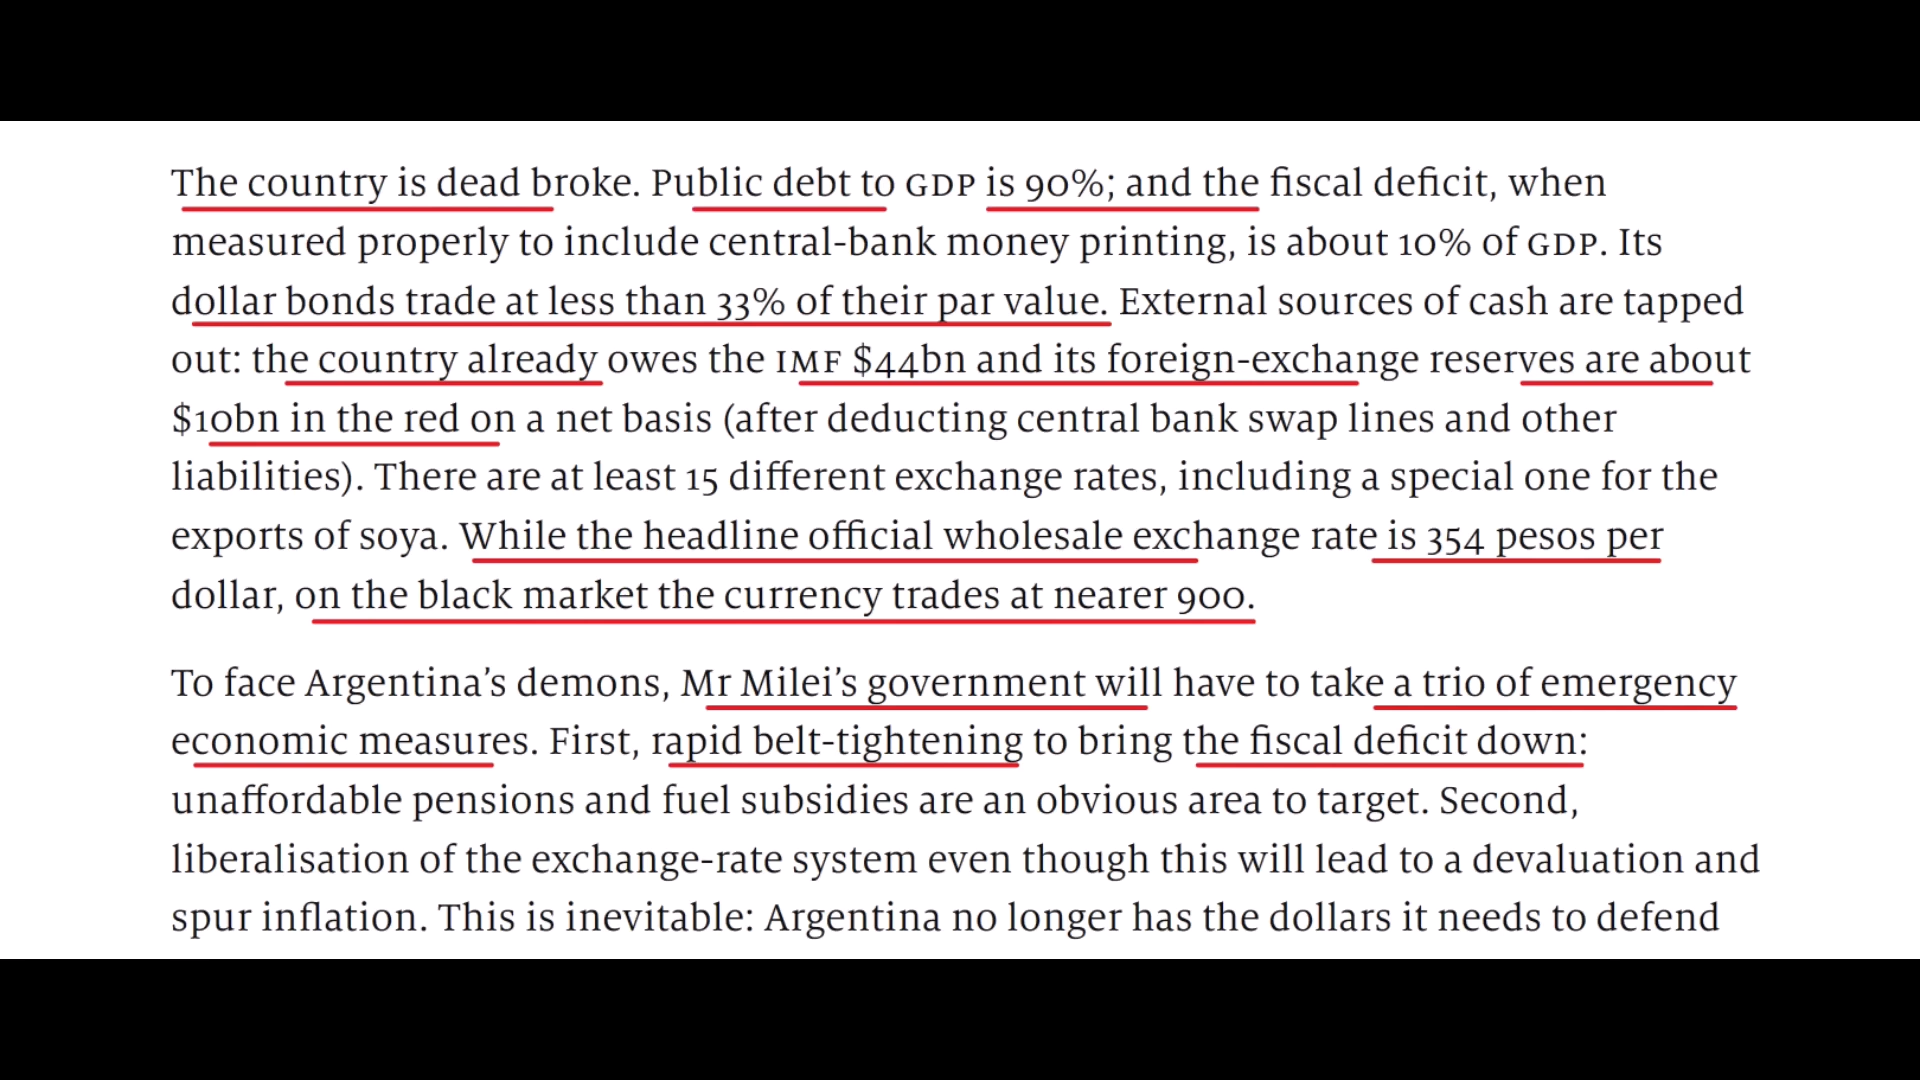 The country is dead broke. Public debt to GDP is 90%; and the fiscal deficit, when
measured properly to include central-bank money printing, is about 10% of GDP. Its
dollar bonds trade at less than 33% of their par value. External sources of cash are tapped
out: the country already owes the IMF $44bn and its foreign-exchange reserves are about
$10bn in the red on a net basis (after deducting central bank swap lines and other
liabilities). There are at least 15 different exchange rates, including a special one for the
exports of soya. While the headline official wholesale exchange rate is 354 pesos per
dollar, on the black market the currency trades at nearer 900.
To face Argentina’s demons, Mr Milei’s government will have to take a trio of emergency
economic measures. First, rapid belt-tightening to bring the fiscal deficit down:
unaffordable pensions and fuel subsidies are an obvious area to target. Second,
liberalisation of the exchange-rate system even though this will lead to a devaluation and
spur inflation. This is inevitable: Argentina no longer has the dollars it needs to defend